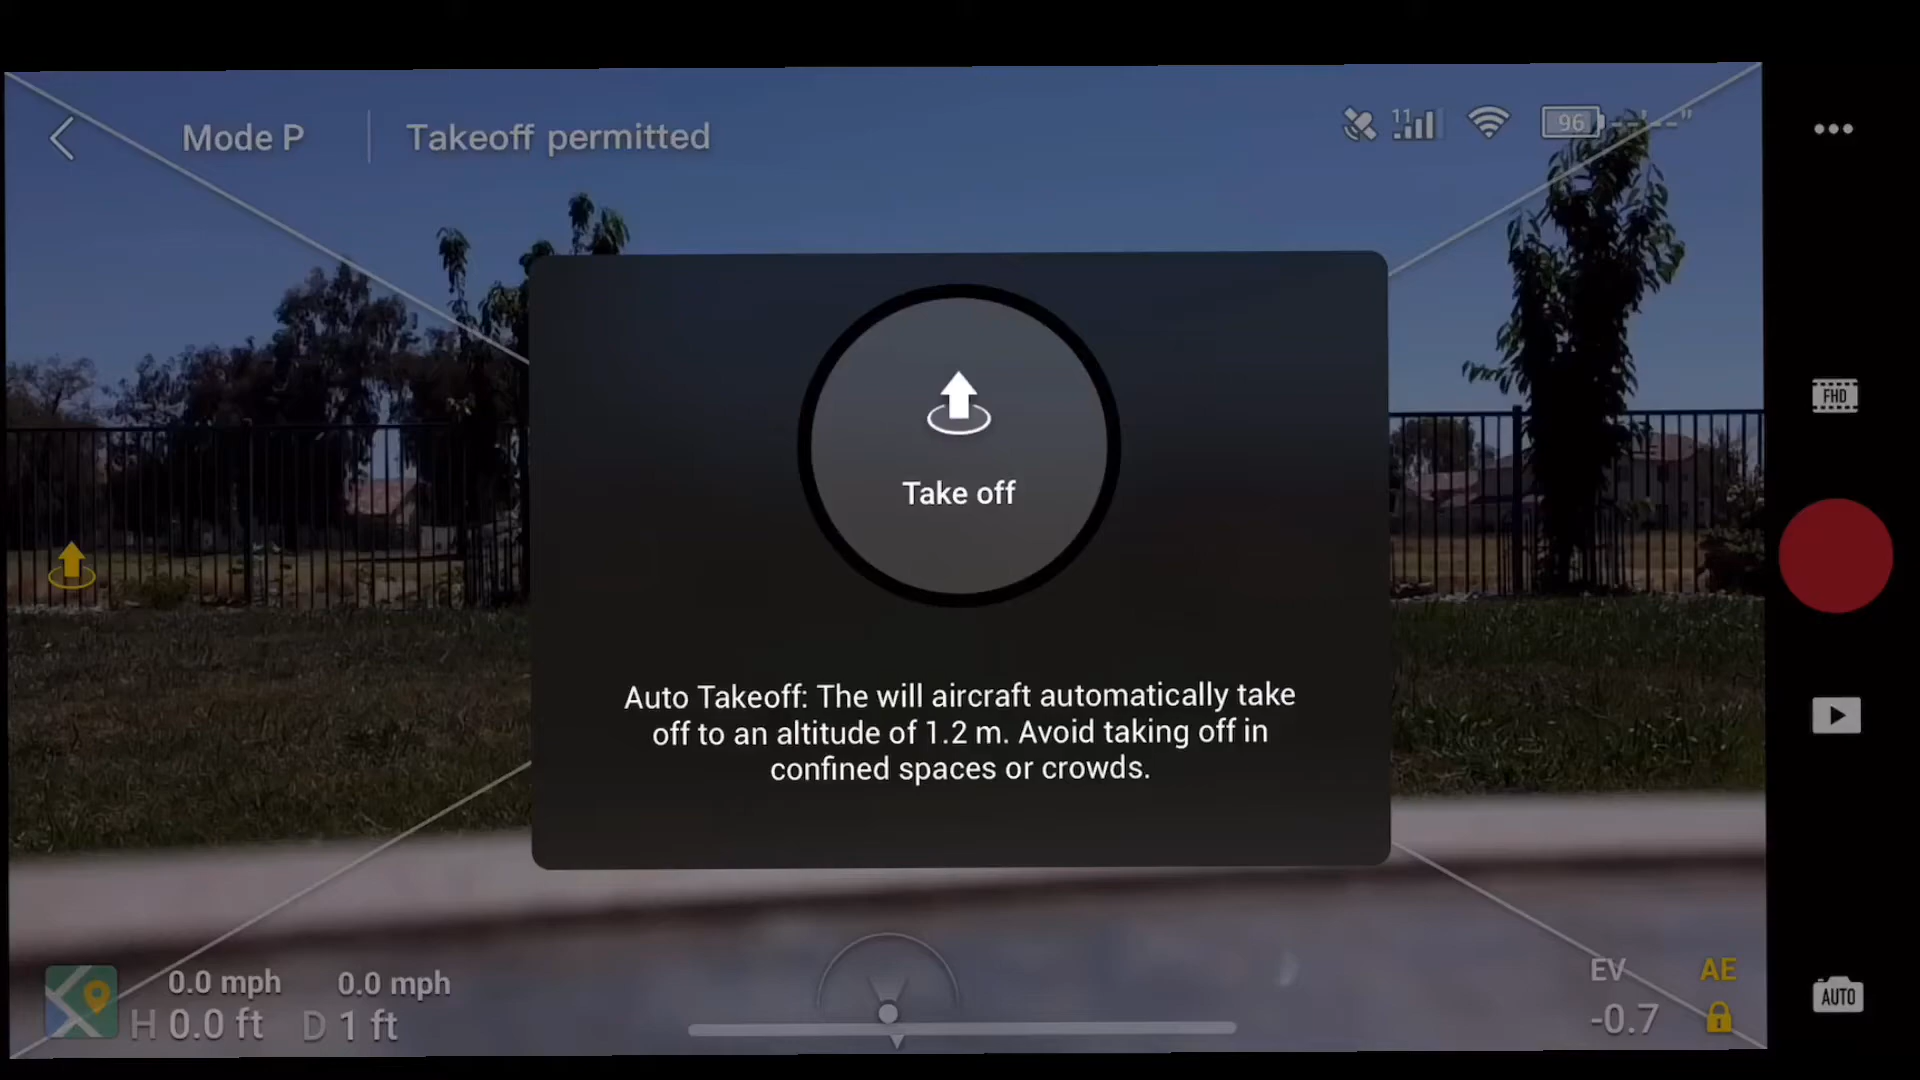 Mode P
Takeoff permitted
11
96
--'--"
FHD
Take off
Auto Takeoff: The will aircraft automatically take
off to an altitude of 1.2 m. Avoid taking off in
confined spaces or crowds.
0.0 mph 0.0 mph
H 0.0 ft D 1 ft
EV AE
-0.7
AUTO